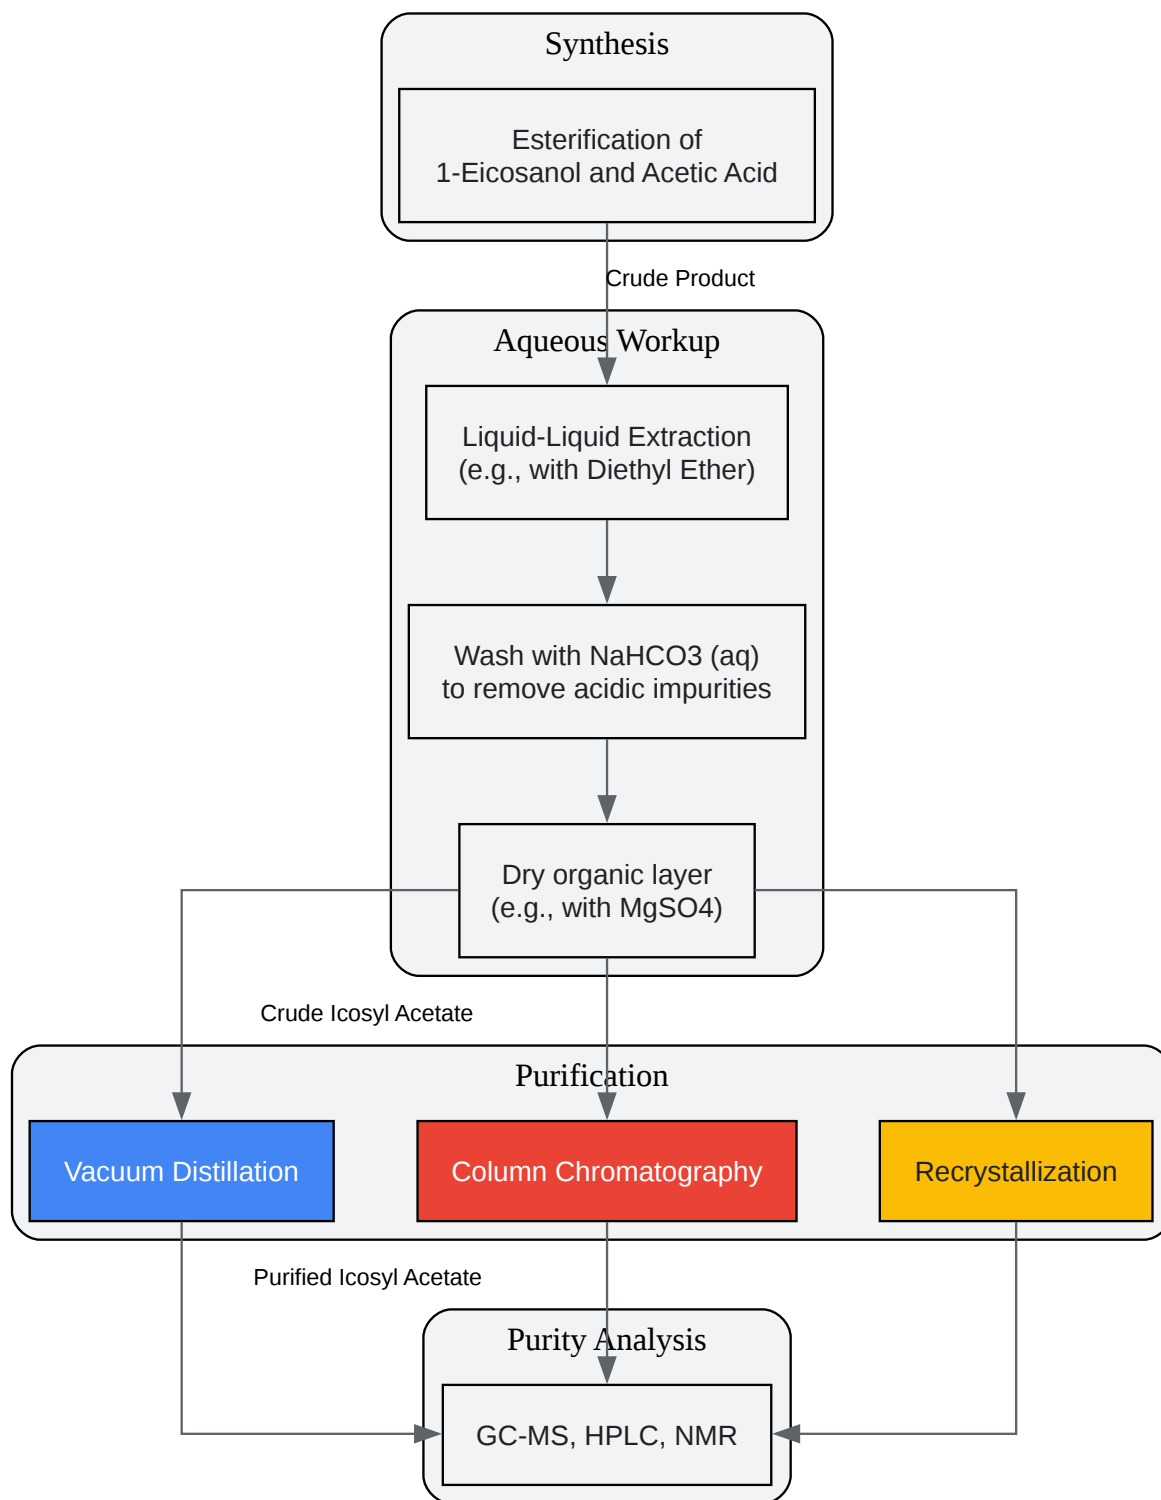 Synthesis
Esterification of
1-Eicosanol and Acetic Acid
Crude Product
Aqueous Workup
Liquid-Liquid Extraction
(e.g., with Diethyl Ether)
Wash with NaHCO3 (aq)
to remove acidic impurities
Dry organic layer
(e.g., with MgSO4)
Crude Icosyl Acetate
Purification
Vacuum Distillation
Column Chromatography
Recrystallization
Purified Icosyl Acetate
Purity Analysis
GC-MS, HPLC, NMR